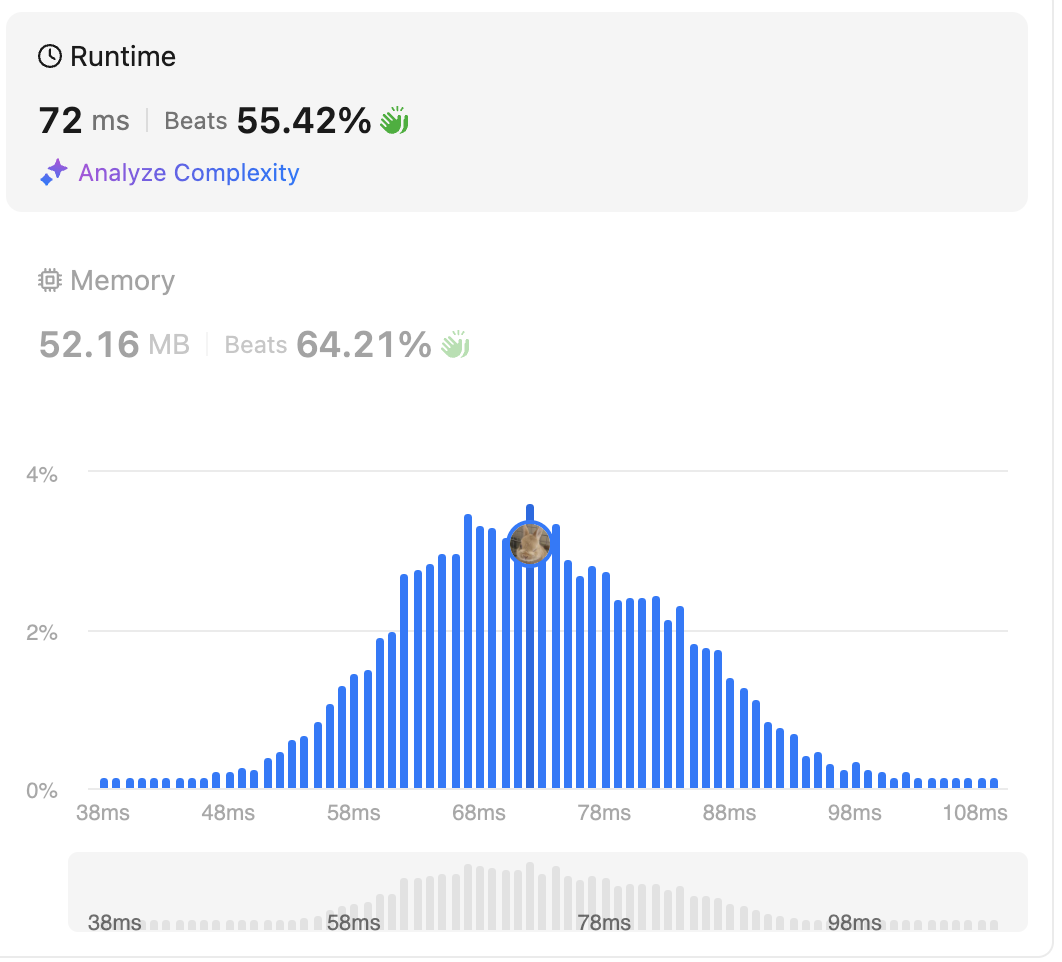 Runtime
72 ms Beats 55.42%
Analyze Complexity
Memory
52.16 MB Beats 64.21%
4%
2%
0%
38ms 48ms 58ms 68ms 78ms 88ms 98ms 108ms
38ms 58ms 78ms 98ms